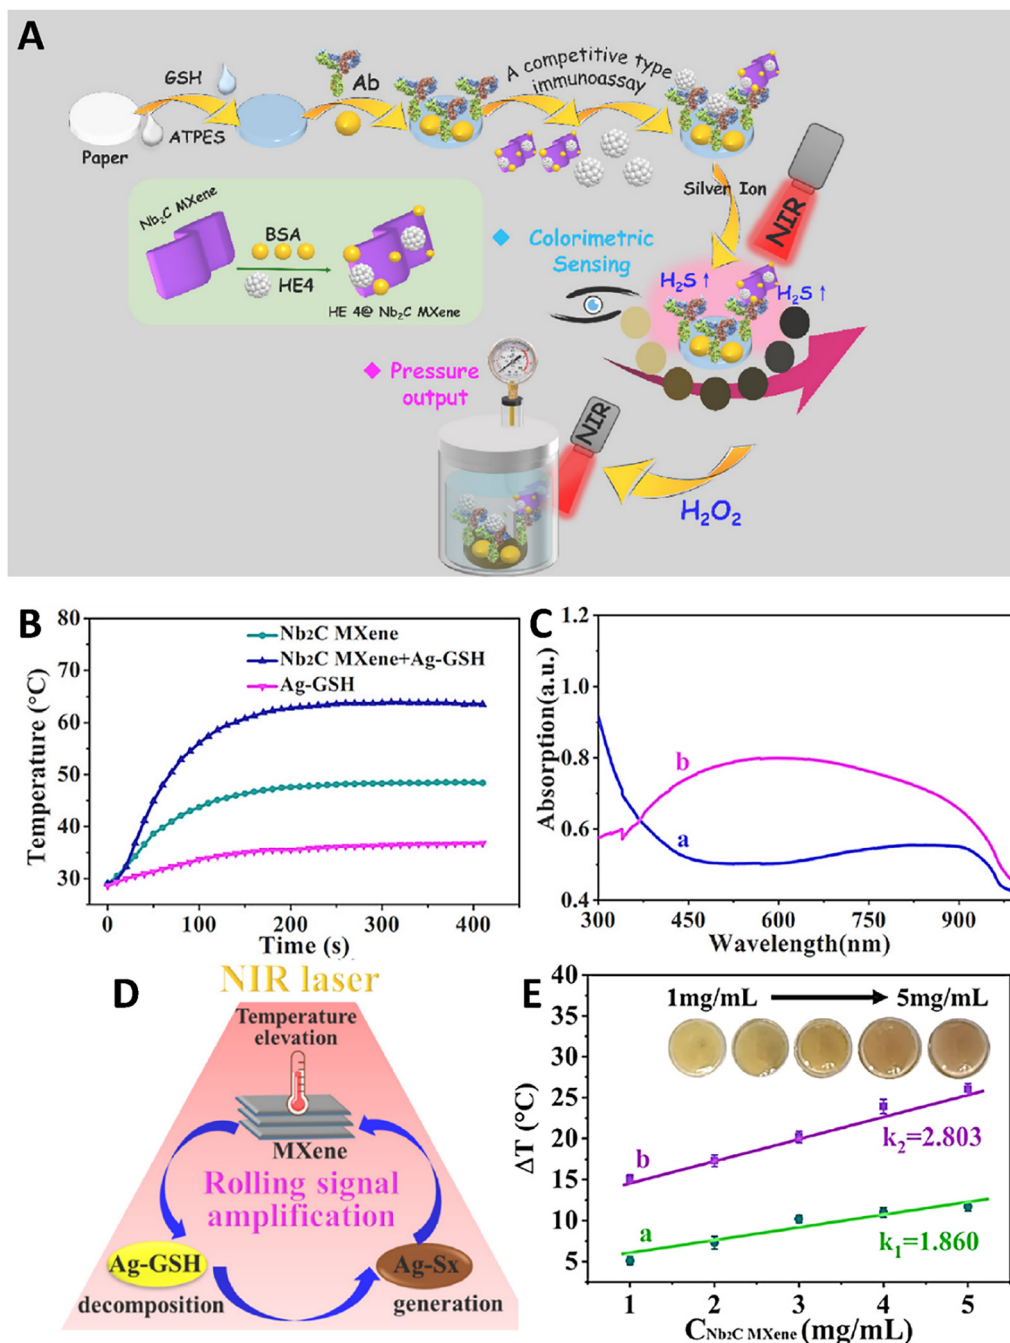 A
GSH
ATPES
Paper
Ab
A competitive type
immunoassay
Silver Ion
NIR
Nb₂C MXene
BSA
HE4
HE 4@ Nb₂C MXene
Colorimetric
Sensing
H₂S ↑
H₂S ↑
Pressure
output
NIR
H₂O₂
B
80
70
60
50
40
30
Temperature (°C)
Nb₂C MXene
Nb₂C MXene+Ag-GSH
Ag-GSH
0 100 200 300 400
Time (s)
C
1.2
1.0
0.8
0.6
0.4
Absorption(a.u.)
b
a
300 450 600 750 900
Wavelength(nm)
D
NIR laser
Temperature
elevation
MXene
Rolling signal
amplification
Ag-GSH
decomposition
Ag-Sx
generation
E
1mg/mL 5mg/mL
40
35
30
25
20
15
10
5
ΔT (°C)
b
k₂=2.803
a
k₁=1.860
1 2 3 4 5
C Nb₂C MXene (mg/mL)